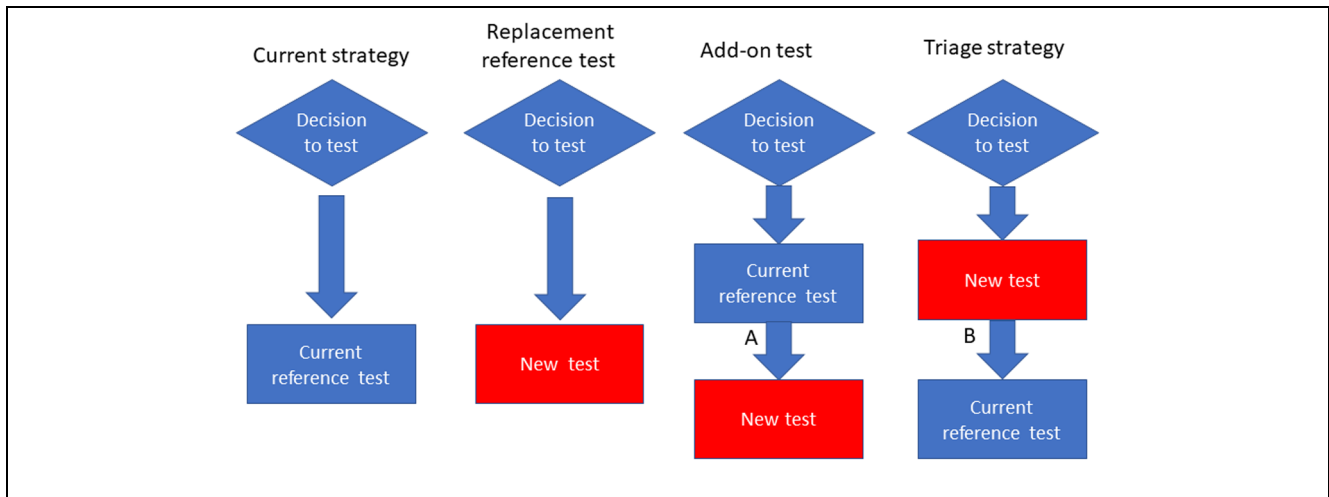 Current strategy
Decision
to test
Current
reference test
Replacement
reference test
Decision
to test
New test
Add-on test
Decision
to test
Current
reference test
A
New test
Triage strategy
Decision
to test
New test
B
Current
reference test